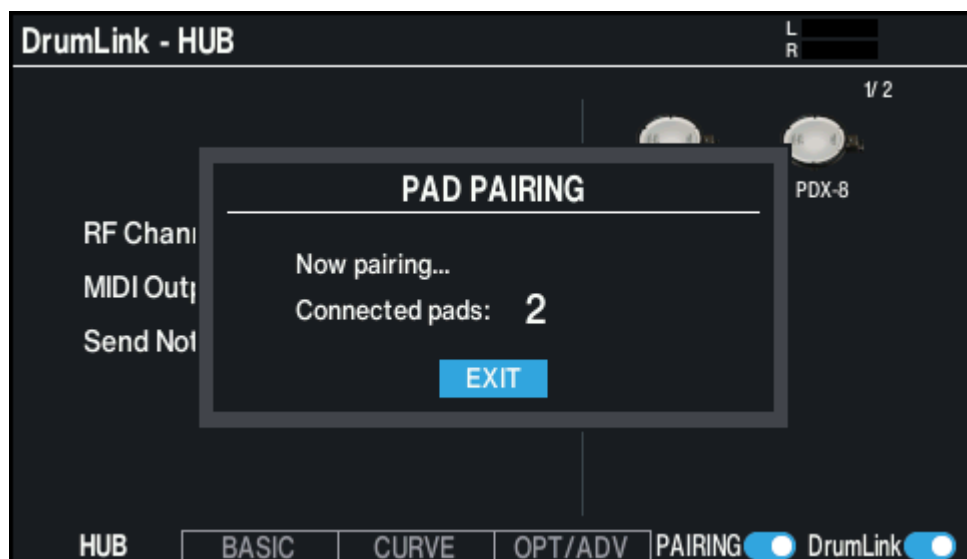 DrumLink - HUB
L
R
1/ 2
PAD PAIRING
PDX-8
RF Chan
Now pairing...
MIDI Out
Connected pads: 2
Send Not
EXIT
HUB BASIC CURVE OPT/ADV PAIRING DrumLink